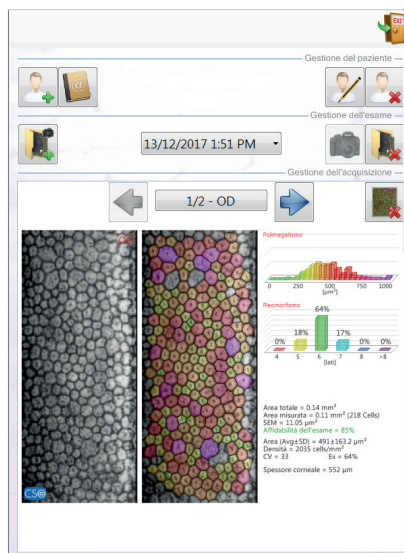 EXIT
Gestione del paziente
@
Gestione dell'esame
13/12/2017 1:51 PM
Gestione dell'acquisizione
1/2 - OD
Polimegatismo
0 250 500 750 1000
[µm²]
Pleomorfismo
64%
18% 17%
0% 0% 0%
4 5 6 7 8 >8
[lati]
Area totale = 0.14 mm²
Area misurata = 0.11 mm² (218 Cells)
SEM = 11.05 µm²
Affidabilità dell'esame = 85%
Area (Avg±SD) = 491±163.2 µm²
Densità = 2035 cells/mm²
CV = 33 Ex = 64%
Spessore corneale = 552 µm
CSO